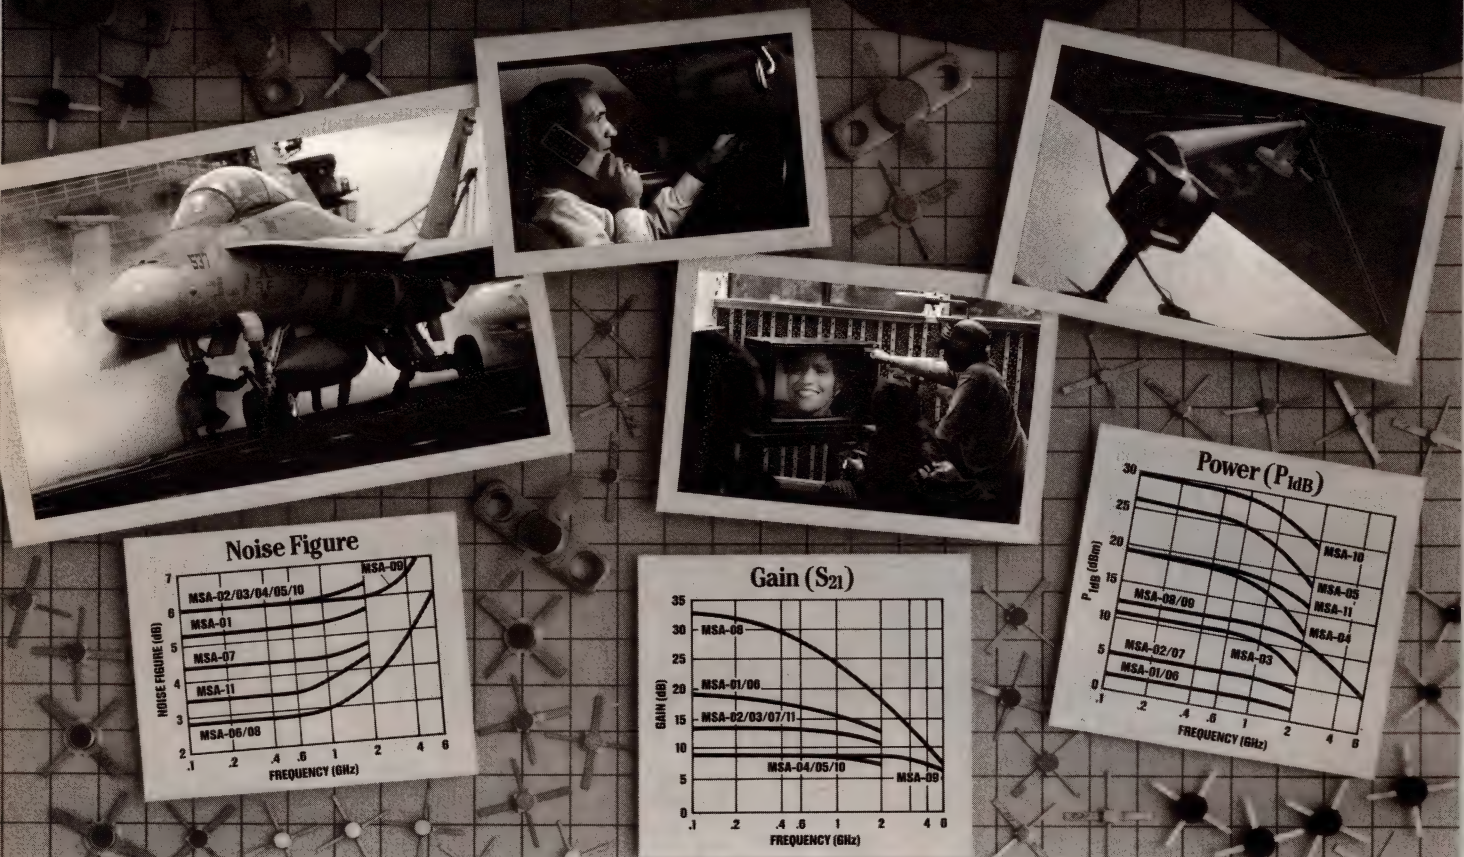 537
Noise Figure
NOISE FIGURE (dB)
7
6
5
4
3
2
MSA-09
MSA-02/03/04/05/10
MSA-01
MSA-07
MSA-11
MSA-06/08
.1 .2 .4 .6 1 2 4 6
FREQUENCY (GHz)
Gain (S21)
GAIN (dB)
35
30
25
20
15
10
5
0
MSA-08
MSA-01/06
MSA-02/03/07/11
MSA-04/05/10
MSA-09
.1 .2 .4 .6 1 2 4 6
FREQUENCY (GHz)
Power (P1dB)
P1dB (dBm)
30
25
20
15
10
5
0
MSA-10
MSA-05
MSA-11
MSA-04
MSA-08/09
MSA-03
MSA-02/07
MSA-01/06
.1 .2 .4 .6 1 2 4 6
FREQUENCY (GHz)